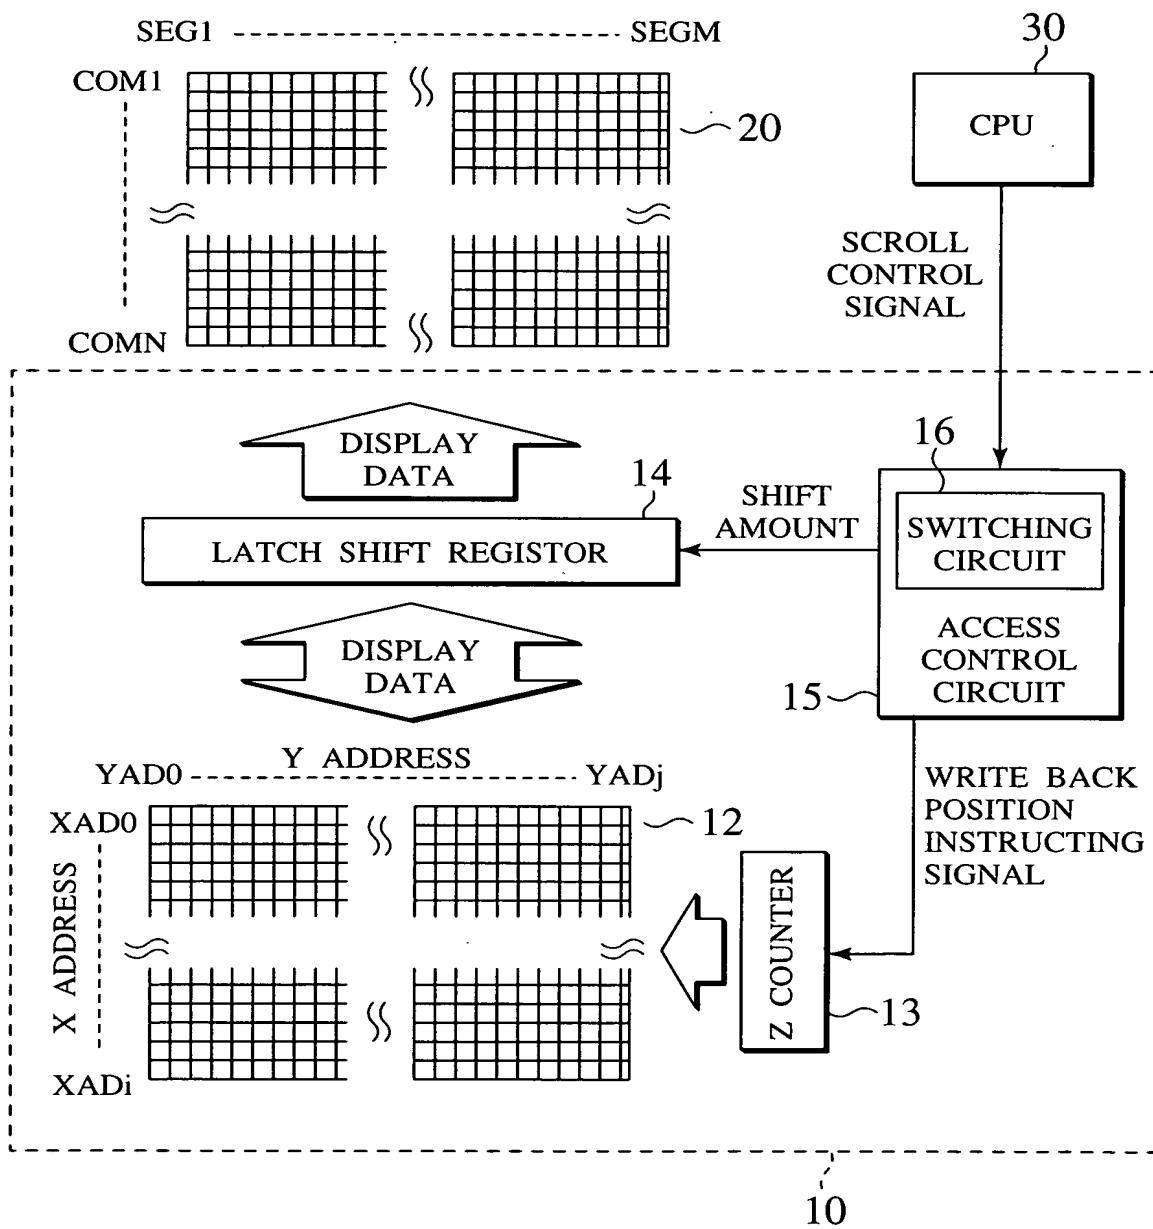 SEG1 SEGM
30
COM1
CPU
20
SCROLL
CONTROL
SIGNAL
COMN
DISPLAY
DATA
16
14
SHIFT
AMOUNT
SWITCHING
CIRCUIT
LATCH SHIFT REGISTOR
ACCESS
CONTROL
CIRCUIT
DISPLAY
DATA
15
Y ADDRESS
YAD0 YADj
WRITE BACK
POSITION
INSTRUCTING
SIGNAL
XAD0
12
X ADDRESS
Z COUNTER
13
XADi
10